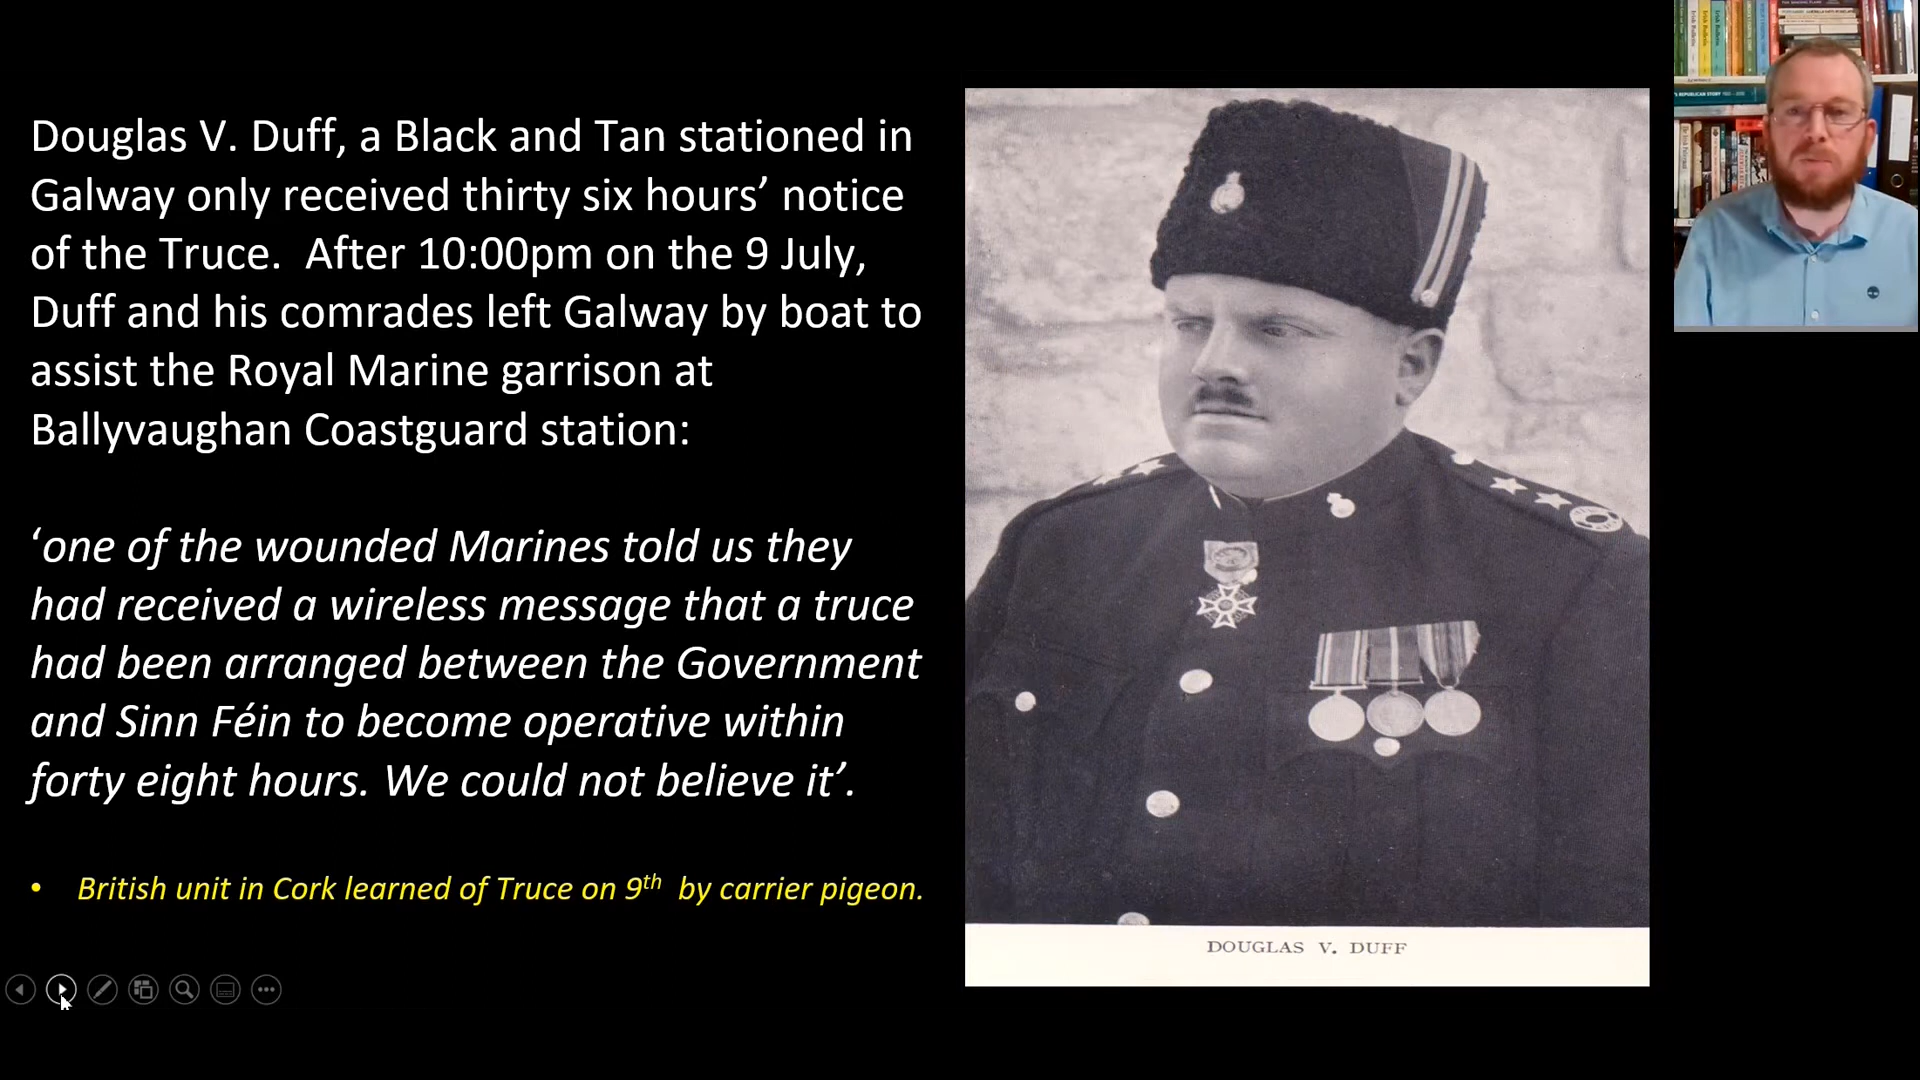 Douglas V. Duff, a Black and Tan stationed in
Galway only received thirty six hours’ notice
of the Truce.  After 10:00pm on the 9 July,
Duff and his comrades left Galway by boat to
assist the Royal Marine garrison at
Ballyvaughan Coastguard station:
‘one of the wounded Marines told us they
had received a wireless message that a truce
had been arranged between the Government
and Sinn Féin to become operative within
forty eight hours. We could not believe it’.
• British unit in Cork learned of Truce on 9th by carrier pigeon.
DOUGLAS V. DUFF